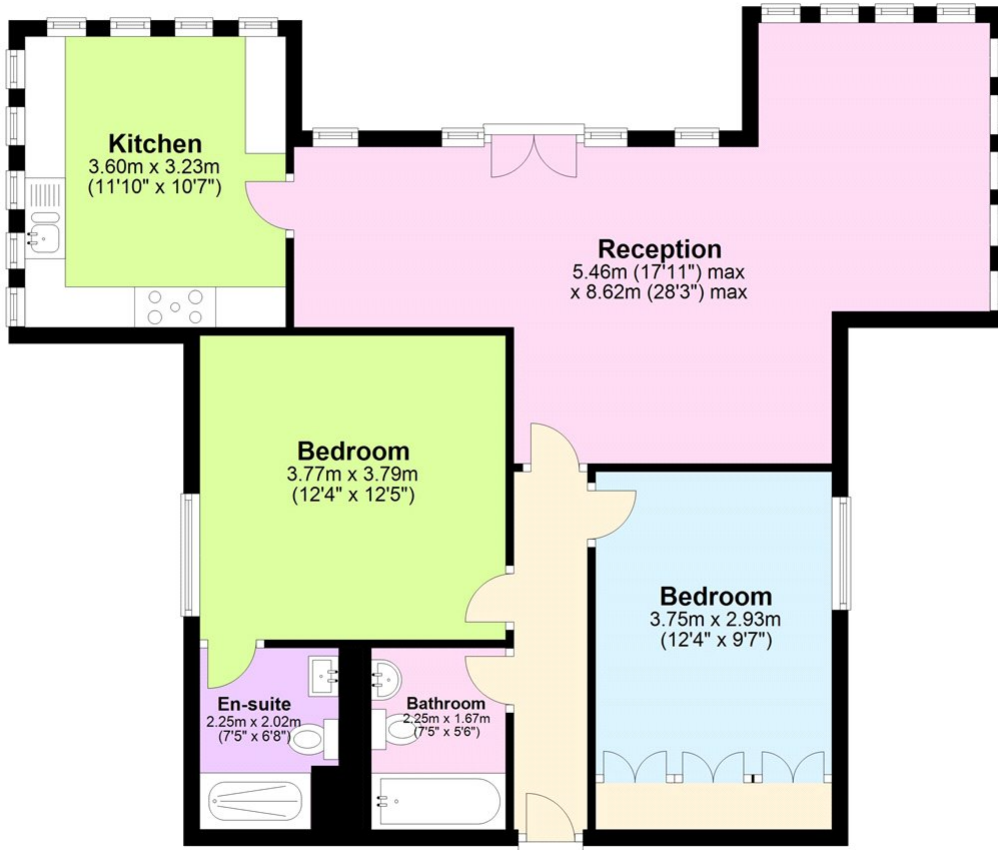 Kitchen
3.60m x 3.23m
(11'10" x 10'7")
Reception
5.46m (17'11") max
x 8.62m (28'3") max
Bedroom
3.77m x 3.79m
(12'4" x 12'5")
Bedroom
3.75m x 2.93m
(12'4" x 9'7")
En-suite
2.25m x 2.02m
(7'5" x 6'8")
Bathroom
2.25m x 1.67m
(7'5" x 5'6")